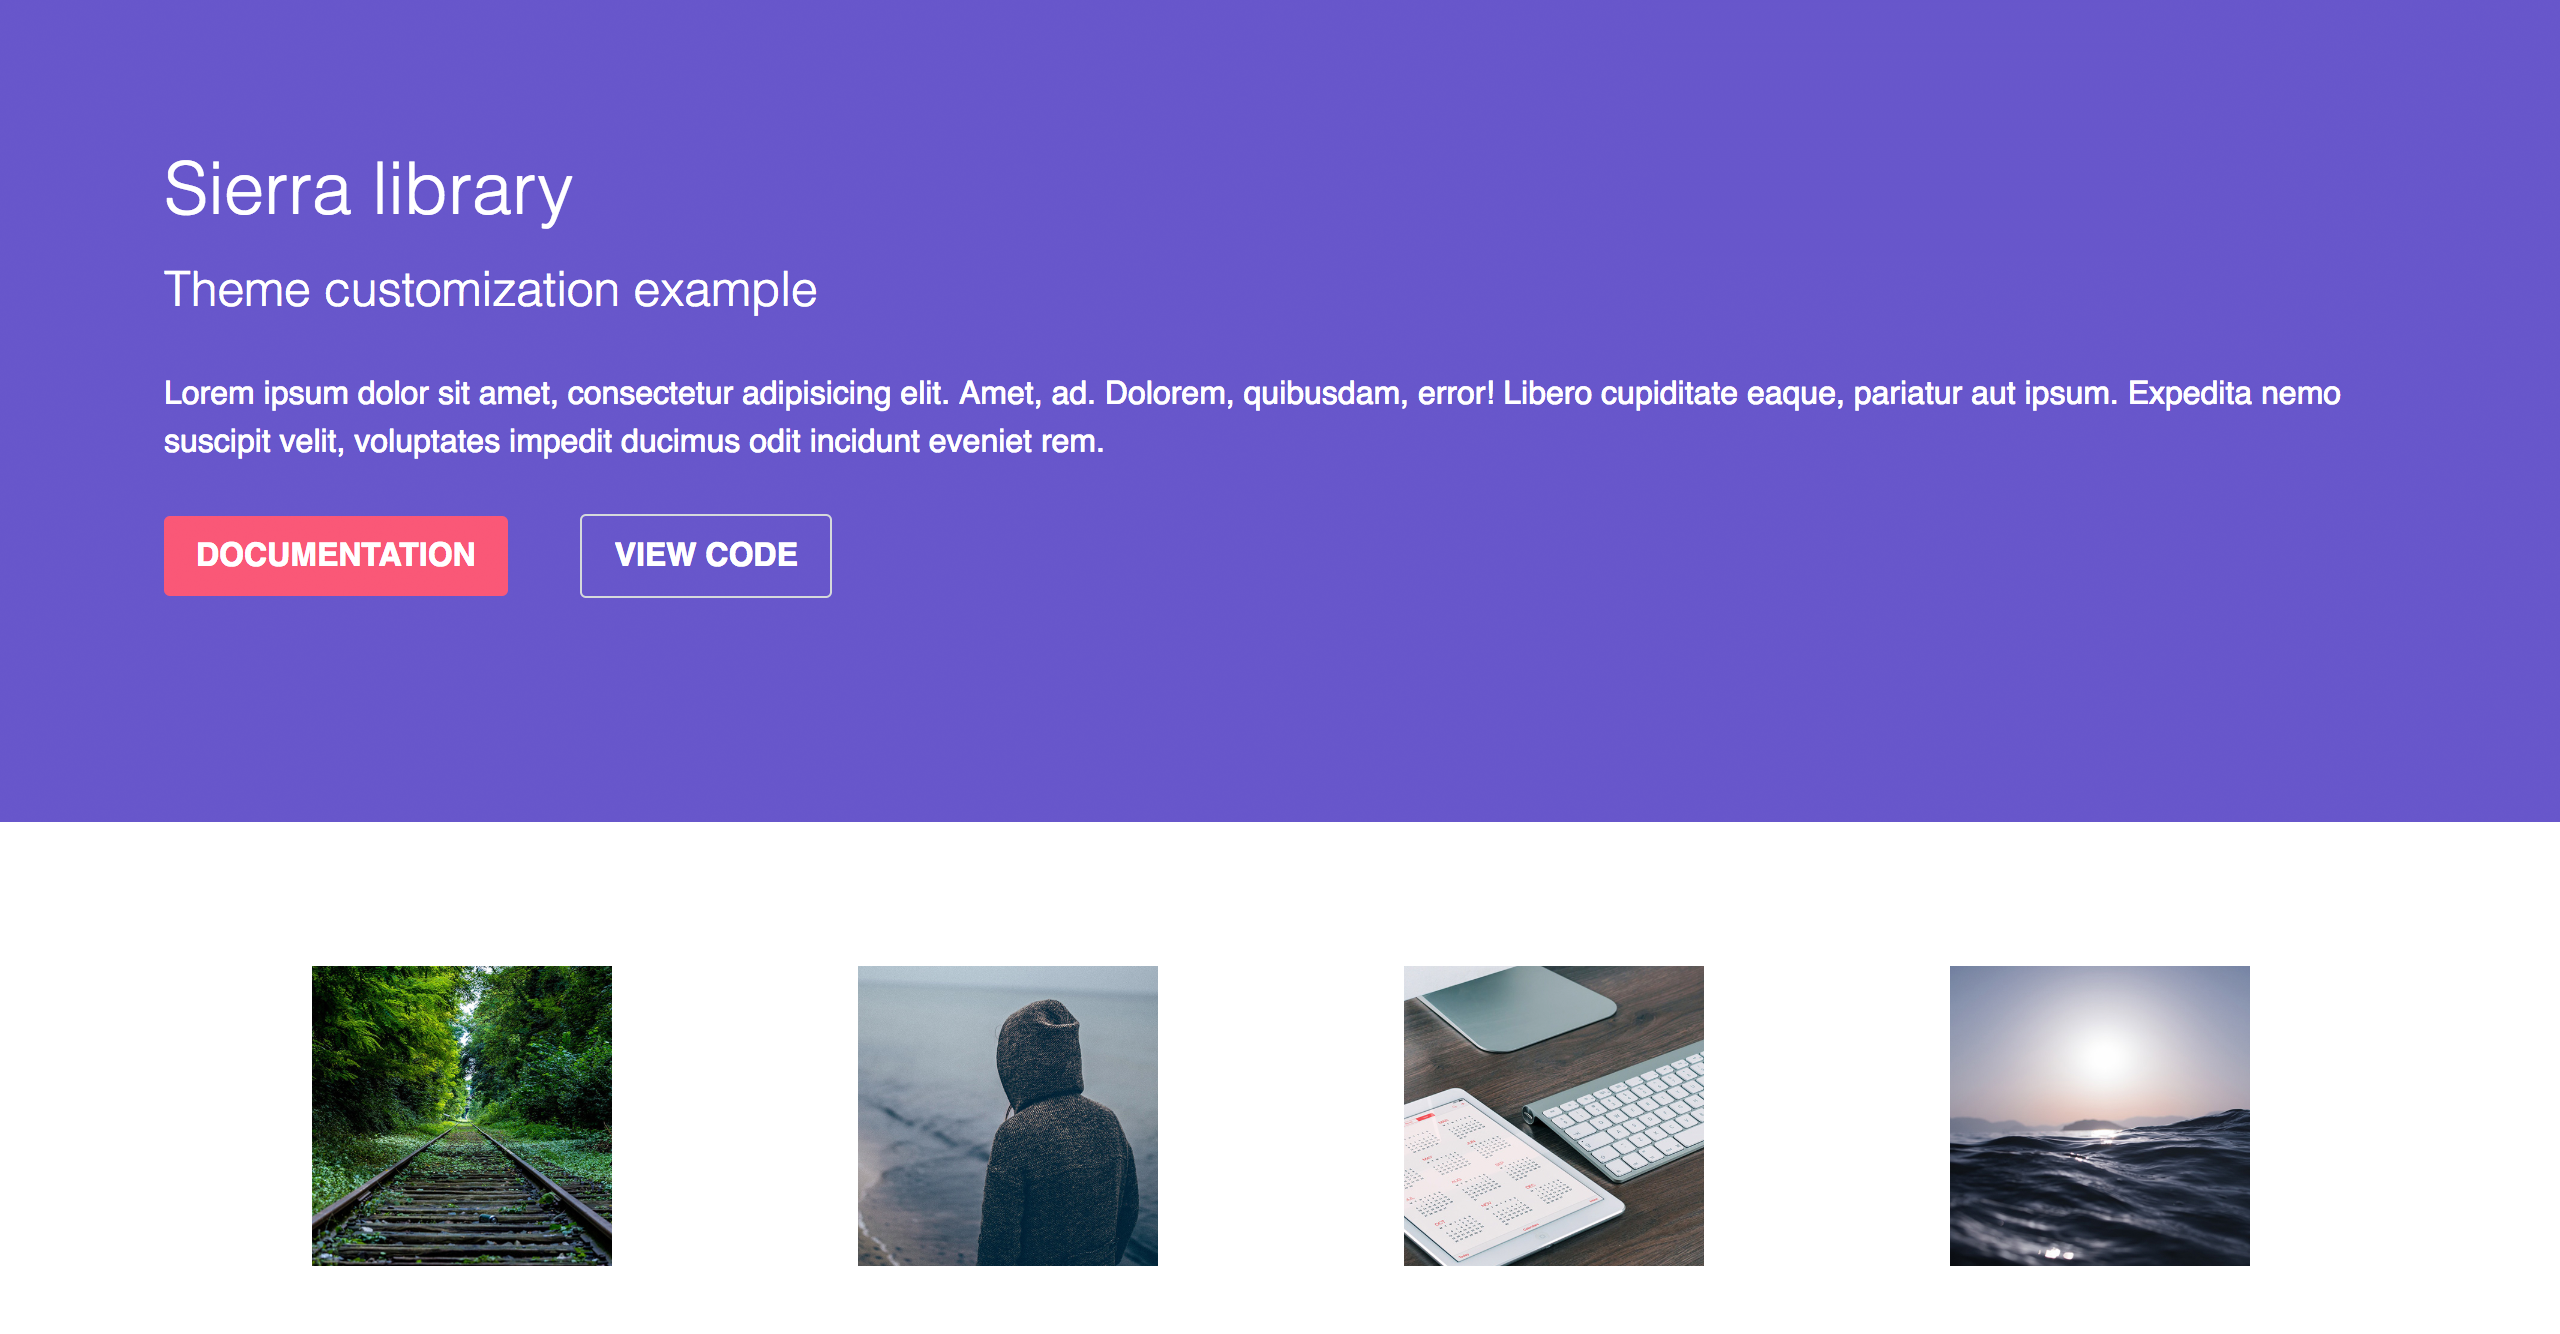 Sierra library
Theme customization example
Lorem ipsum dolor sit amet, consectetur adipisicing elit. Amet, ad. Dolorem, quibusdam, error! Libero cupiditate eaque, pariatur aut ipsum. Expedita nemo
suscipit velit, voluptates impedit ducimus odit incidunt eveniet rem.
DOCUMENTATION
VIEW CODE